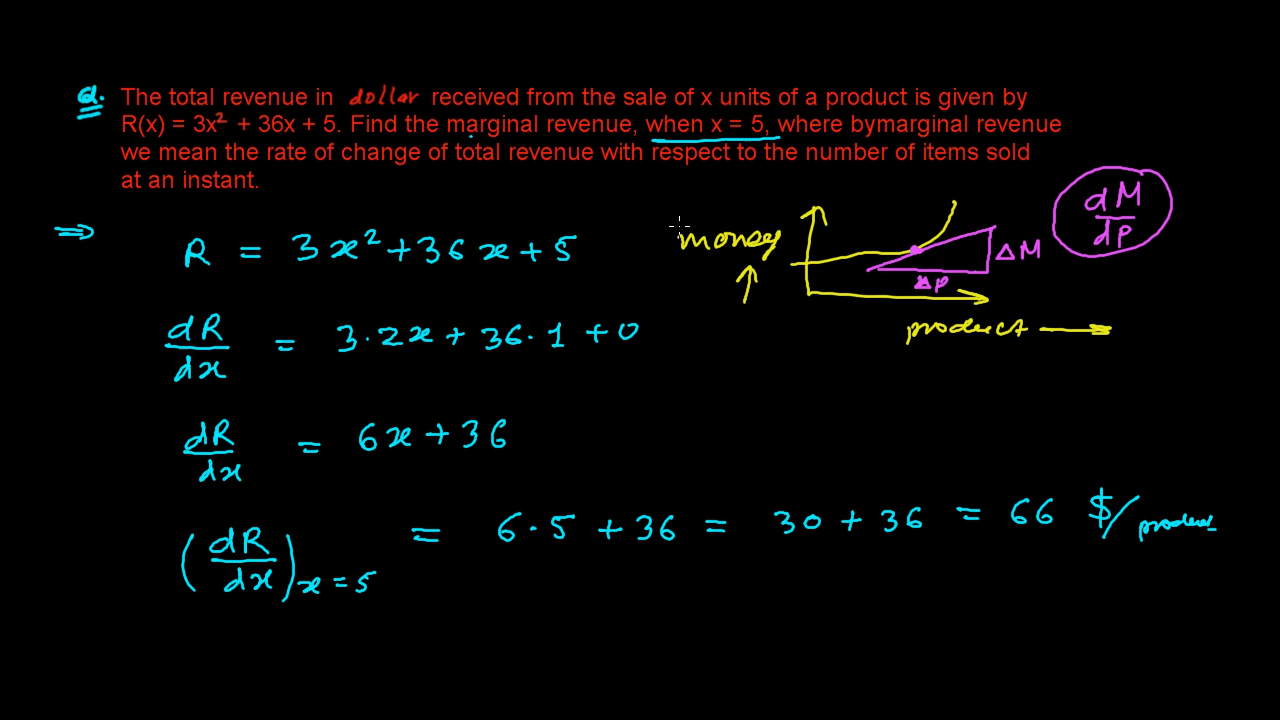 Q. The total revenue in dollar received from the sale of x units of a product is given by
R(x) = 3x² + 36x + 5. Find the marginal revenue, when x = 5, where bymarginal revenue
we mean the rate of change of total revenue with respect to the number of items sold
at an instant.
⇒ R = 3x² + 36x + 5
dR/dx = 3·2x + 36·1 + 0
dR/dx = 6x + 36
(dR/dx)x = 5 = 6·5 + 36 = 30 + 36 = 66 $/product
money
ΔM
ΔP
product
dM/dP